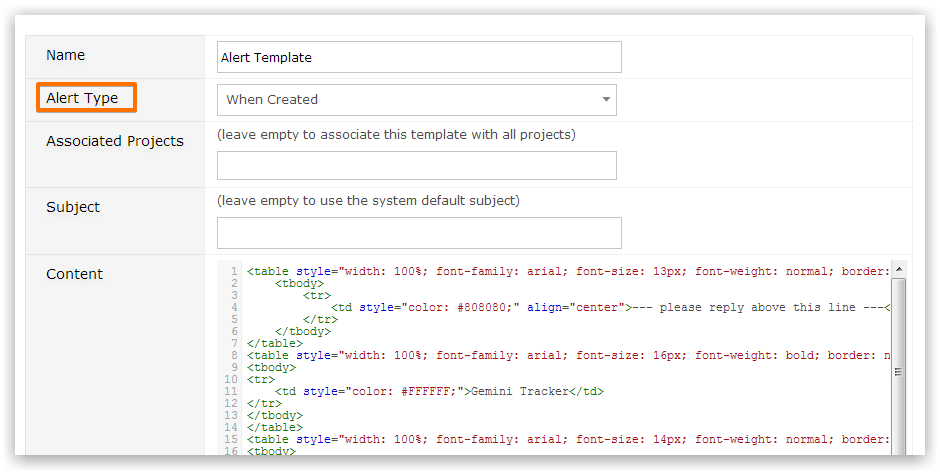 Name
Alert Template
Alert Type
When Created
Associated Projects
(leave empty to associate this template with all projects)
Subject
(leave empty to use the system default subject)
Content
1 <table style="width: 100%; font-family: arial; font-size: 13px; font-weight: normal; border:
2 <tbody>
3 <tr>
4 <td style="color: #808080;" align="center">--- please reply above this line ---<
5 </tr>
6 </tbody>
7 </table>
8 <table style="width: 100%; font-family: arial; font-size: 16px; font-weight: bold; border: n
9 <tbody>
10 <tr>
11 <td style="color: #FFFFFF;">Gemini Tracker</td>
12 </tr>
13 </tbody>
14 </table>
15 <table style="width: 100%; font-family: arial; font-size: 14px; font-weight: normal; border:
16 <tbody>